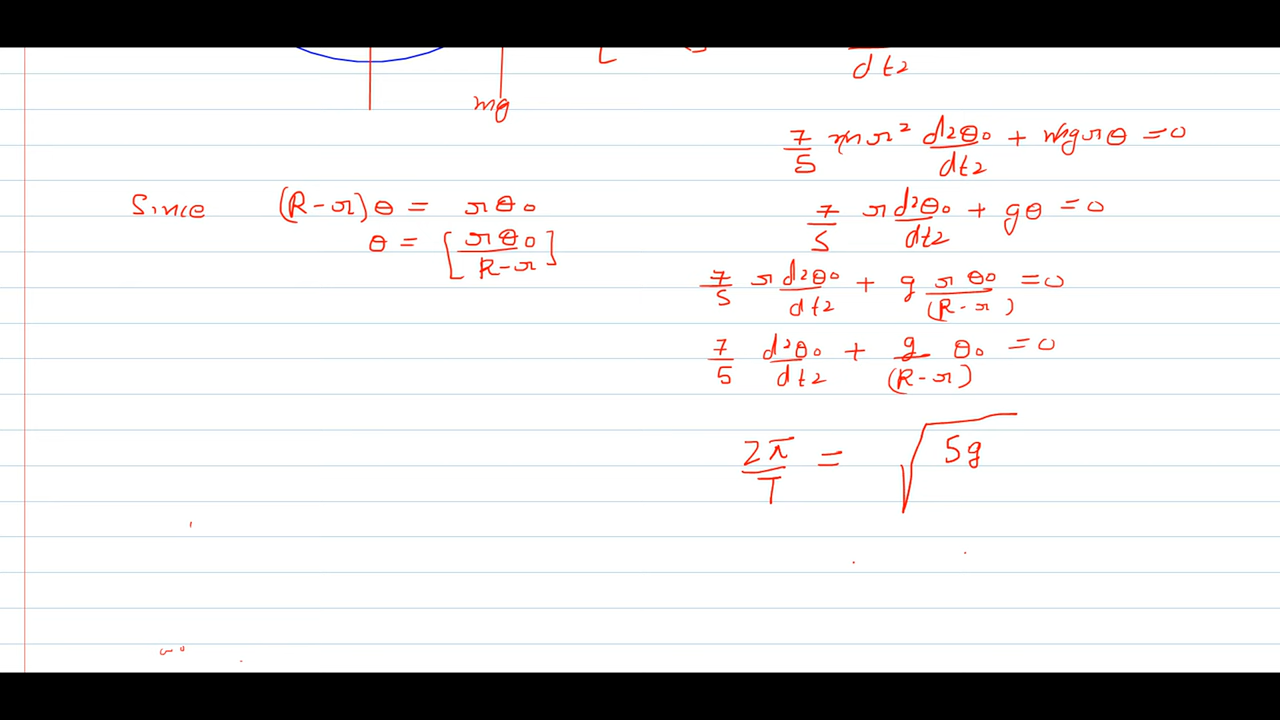 dt2
mg
7/5 mr² d²θ₀/dt2 + mgrθ = 0
Since (R-r)θ = rθ₀
7/5 r d²θ₀/dt2 + gθ = 0
θ = [rθ₀/R-r]
7/5 r d²θ₀/dt2 + g rθ₀/(R-r) = 0
7/5 d²θ₀/dt2 + g/(R-r) θ₀ = 0
2π/T = √5g